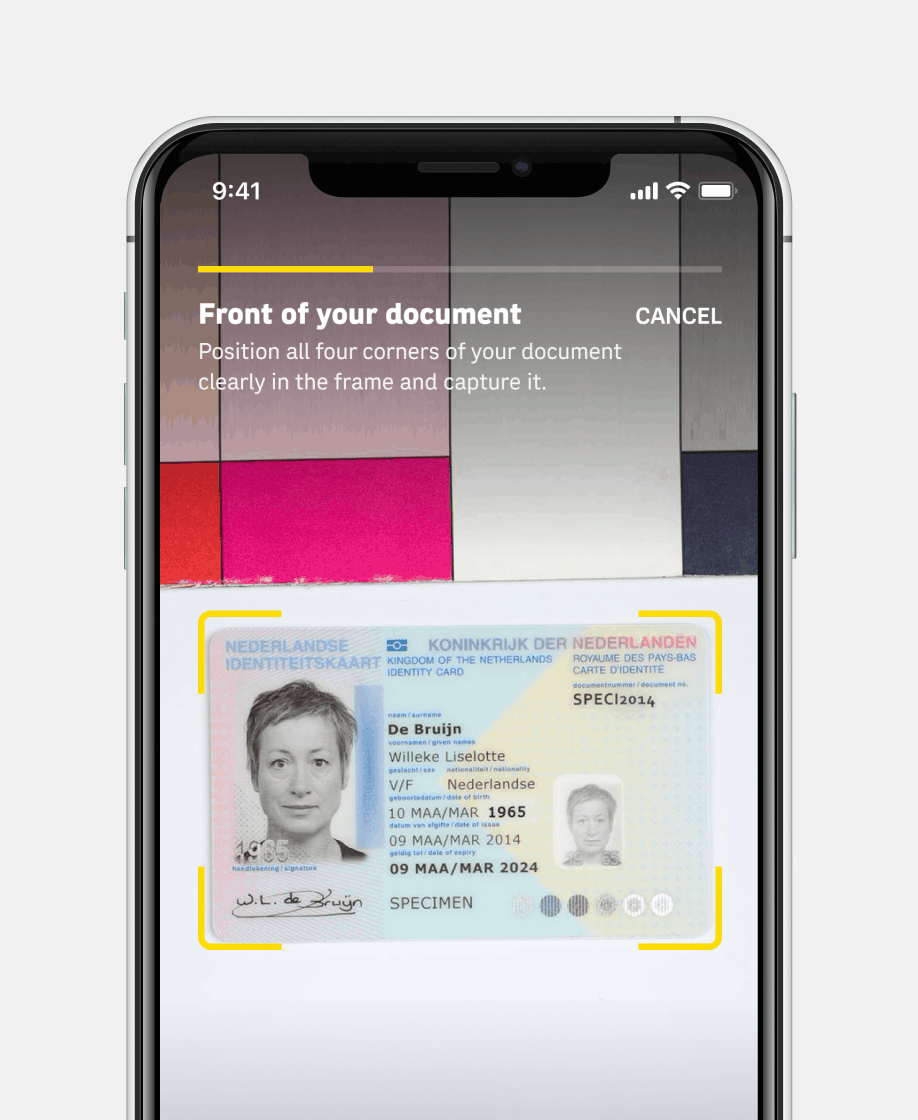 9:41
Front of your document
CANCEL
Position all four corners of your document
clearly in the frame and capture it.
NEDERLANDSE
IDENTITEITSKAART
KONINKRIJK DER NEDERLANDEN
KINGDOM OF THE NETHERLANDS
IDENTITY CARD
ROYAUME DES PAYS-BAS
CARTE D'IDENTITÉ
documentnummer / document no.
SPECI2014
naam / surname
De Bruijn
voornamen / given names
Willeke Liselotte
geslacht / sex nationaliteit / nationality
V/F Nederlandse
geboortedatum / date of birth
10 MAA/MAR 1965
datum van afgifte / date of issue
09 MAA/MAR 2014
geldig tot / date of expiry
09 MAA/MAR 2024
1965
handtekening / signature
W.L. de Bruijn
SPECIMEN